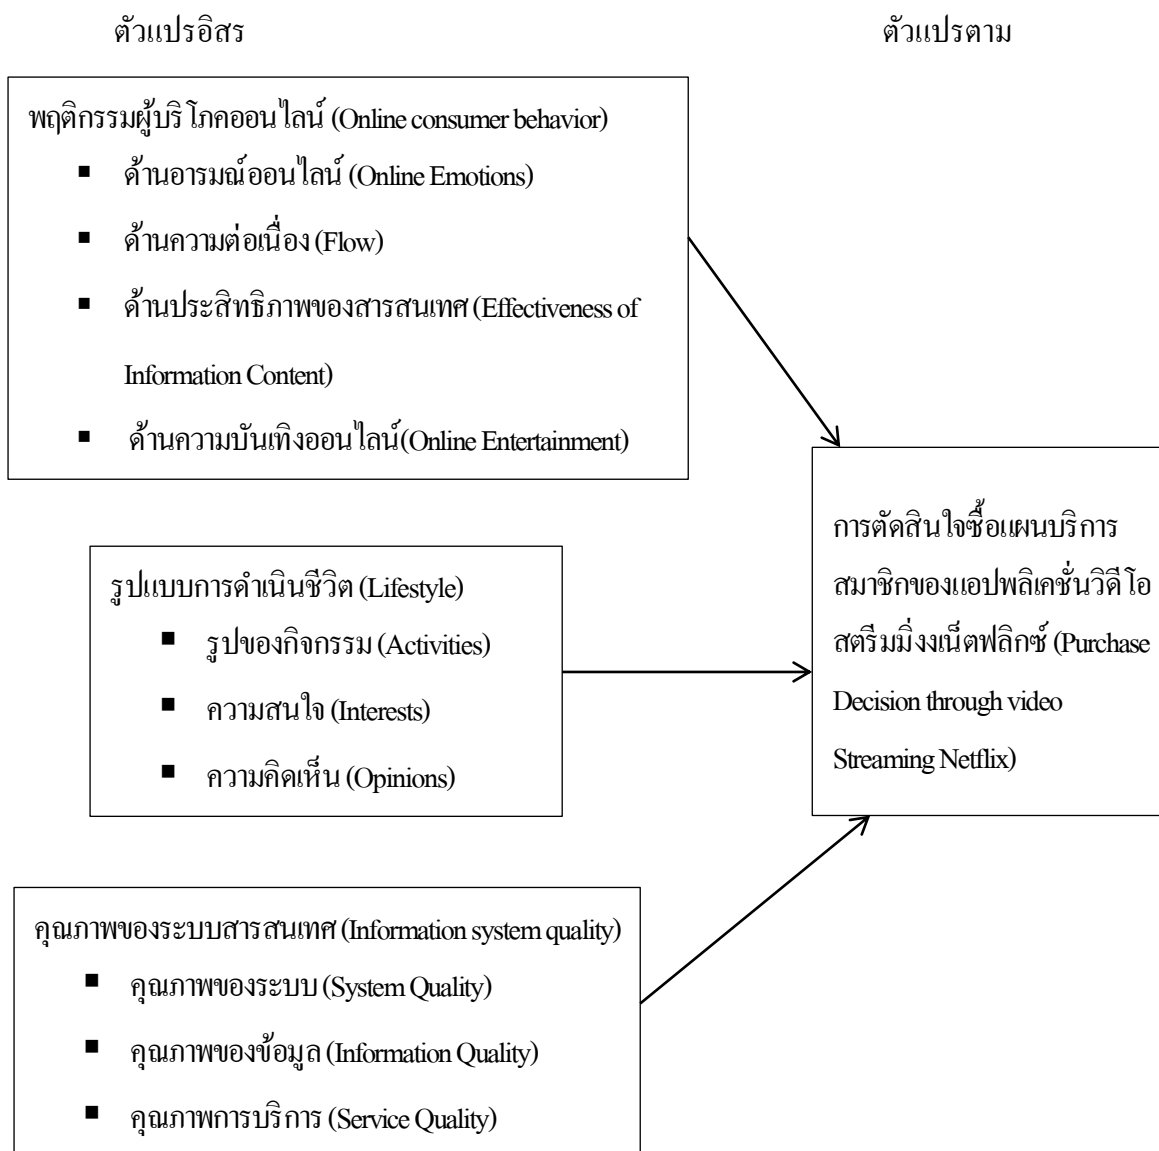 ตัวแปรอิสร
ตัวแปรตาม
พฤติกรรมผู้บริโภคออนไลน์ (Online consumer behavior)
▪ ด้านอารมณ์ออนไลน์ (Online Emotions)
▪ ด้านความต่อเนื่อง (Flow)
▪ ด้านประสิทธิภาพของสารสนเทศ (Effectiveness of
Information Content)
▪ ด้านความบันเทิงออนไลน์(Online Entertainment)
รูปแบบการดำเนินชีวิต (Lifestyle)
▪ รูปของกิจกรรม (Activities)
▪ ความสนใจ (Interests)
▪ ความคิดเห็น (Opinions)
คุณภาพของระบบสารสนเทศ (Information system quality)
▪ คุณภาพของระบบ (System Quality)
▪ คุณภาพของข้อมูล (Information Quality)
▪ คุณภาพการบริการ (Service Quality)
การตัดสินใจซื้อแผนบริการ
สมาชิกของแอปพลิเคชั่นวิดีโอ
สตรีมมิ่งงเน็ตฟลิกซ์ (Purchase
Decision through video
Streaming Netflix)